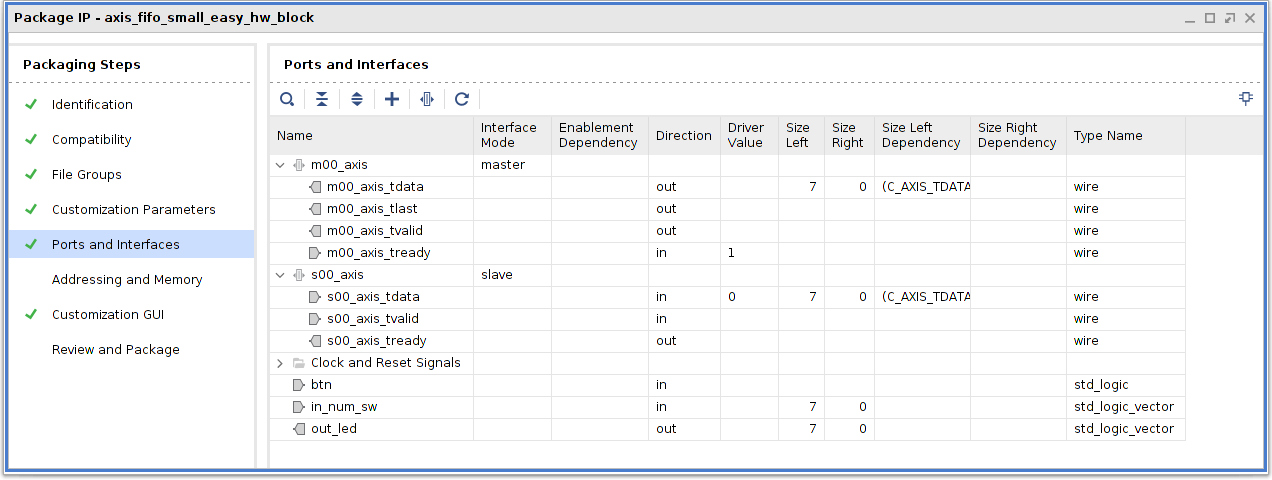 Package IP - axis_fifo_small_easy_hw_block
Packaging Steps
Identification
Compatibility
File Groups
Customization Parameters
Ports and Interfaces
Addressing and Memory
Customization GUI
Review and Package
Ports and Interfaces
Name Interface Mode Enablement Dependency Direction Driver Value Size Left Size Right Size Left Dependency Size Right Dependency Type Name
m00_axis master
m00_axis_tdata out 7 0 (C_AXIS_TDATA wire
m00_axis_tlast out wire
m00_axis_tvalid out wire
m00_axis_tready in 1 wire
s00_axis slave
s00_axis_tdata in 0 7 0 (C_AXIS_TDATA wire
s00_axis_tvalid in wire
s00_axis_tready out wire
Clock and Reset Signals
btn in std_logic
in_num_sw in 7 0 std_logic_vector
out_led out 7 0 std_logic_vector